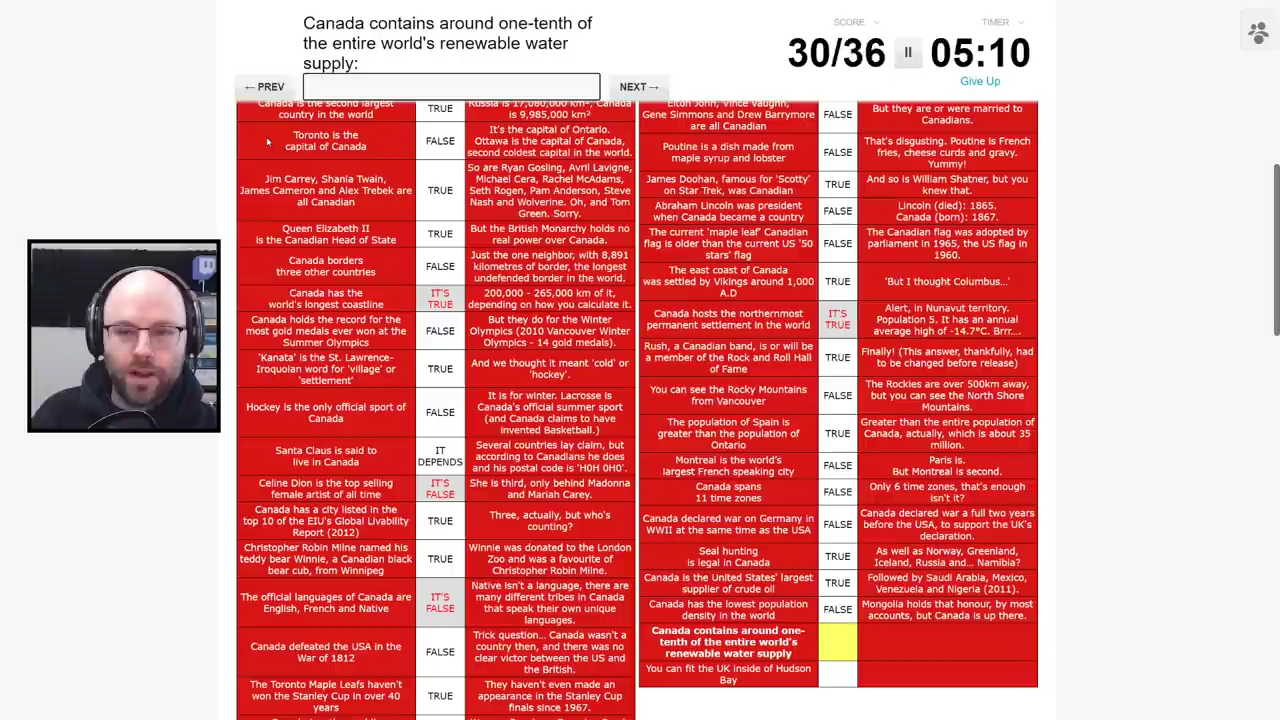 Canada contains around one-tenth of
the entire world's renewable water
supply:
← PREV
NEXT →
SCORE
30/36
TIMER
05:10
Give Up
Canada is the second largest
country in the world
TRUE
Russia is 17,080,000 km², Canada
is 9,985,000 km²
Toronto is the
capital of Canada
FALSE
It's the capital of Ontario.
Ottawa is the capital of Canada,
second coldest capital in the world.
Jim Carrey, Shania Twain,
James Cameron and Alex Trebek are
all Canadian
TRUE
So are Ryan Gosling, Avril Lavigne,
Michael Cera, Rachel McAdams,
Seth Rogen, Pam Anderson, Steve
Nash and Wolverine. Oh, and Tom
Green. Sorry.
Queen Elizabeth II
is the Canadian Head of State
TRUE
But the British Monarchy holds no
real power over Canada.
Canada borders
three other countries
FALSE
Just the one neighbor, with 8,891
kilometres of border, the longest
undefended border in the world.
Canada has the
world's longest coastline
IT'S
TRUE
200,000 - 265,000 km of it,
depending on how you calculate it.
Canada holds the record for the
most gold medals ever won at the
Summer Olympics
FALSE
But they do for the Winter
Olympics (2010 Vancouver Winter
Olympics - 14 gold medals).
'Kanata' is the St. Lawrence-
Iroquoian word for 'village' or
'settlement'
TRUE
And we thought it meant 'cold' or
'hockey'.
Hockey is the only official sport of
Canada
FALSE
It is for winter. Lacrosse is
Canada's official summer sport
(and Canada claims to have
invented Basketball.)
Santa Claus is said to
live in Canada
IT
DEPENDS
Several countries lay claim, but
according to Canadians he does
and his postal code is 'H0H 0H0'.
Celine Dion is the top selling
female artist of all time
IT'S
FALSE
She is third, only behind Madonna
and Mariah Carey.
Canada has a city listed in the
top 10 of the EIU's Global Livability
Report (2012)
TRUE
Three, actually, but who's
counting?
Christopher Robin Milne named his
teddy bear Winnie, a Canadian black
bear cub, from Winnipeg
TRUE
Winnie was donated to the London
Zoo and was a favourite of
Christopher Robin Milne.
The official languages of Canada are
English, French and Native
IT'S
FALSE
Native isn't a language, there are
many different tribes in Canada
that speak their own unique
languages.
Canada defeated the USA in the
War of 1812
FALSE
Trick question... Canada wasn't a
country then, and there was no
clear victor between the US and
the British.
The Toronto Maple Leafs haven't
won the Stanley Cup in over 40
years
TRUE
They haven't even made an
appearance in the Stanley Cup
finals since 1967.
Elton John, Vince Vaughn,
Gene Simmons and Drew Barrymore
are all Canadian
FALSE
But they are or were married to
Canadians.
Poutine is a dish made from
maple syrup and lobster
FALSE
That's disgusting. Poutine is French
fries, cheese curds and gravy.
Yummy!
James Doohan, famous for 'Scotty'
on Star Trek, was Canadian
TRUE
And so is William Shatner, but you
knew that.
Abraham Lincoln was president
when Canada became a country
FALSE
Lincoln (died): 1865.
Canada (born): 1867.
The current 'maple leaf' Canadian
flag is older than the current US '50
stars' flag
FALSE
The Canadian flag was adopted by
parliament in 1965, the US flag in
1960.
The east coast of Canada
was settled by Vikings around 1,000
A.D
TRUE
'But I thought Columbus...'
Canada hosts the northernmost
permanent settlement in the world
IT'S
TRUE
Alert, in Nunavut territory.
Population 5. It has an annual
average high of -14.7°C. Brrr....
Rush, a Canadian band, is or will be
a member of the Rock and Roll Hall
of Fame
TRUE
Finally! (This answer, thankfully, had
to be changed before release)
You can see the Rocky Mountains
from Vancouver
FALSE
The Rockies are over 500km away,
but you can see the North Shore
Mountains.
The population of Spain is
greater than the population of
Ontario
TRUE
Greater than the entire population of
Canada, actually, which is about 35
million.
Montreal is the world's
largest French speaking city
FALSE
Paris is.
But Montreal is second.
Canada spans
11 time zones
FALSE
Only 6 time zones, that's enough
isn't it?
Canada declared war on Germany in
WWII at the same time as the USA
FALSE
Canada declared war a full two years
before the USA, to support the UK's
declaration.
Seal hunting
is legal in Canada
TRUE
As well as Norway, Greenland,
Iceland, Russia and... Namibia?
Canada is the United States' largest
supplier of crude oil
TRUE
Followed by Saudi Arabia, Mexico,
Venezuela and Nigeria (2011).
Canada has the lowest population
density in the world
FALSE
Mongolia holds that honour, by most
accounts, but Canada is up there.
Canada contains around one-
tenth of the entire world's
renewable water supply
You can fit the UK inside of Hudson
Bay